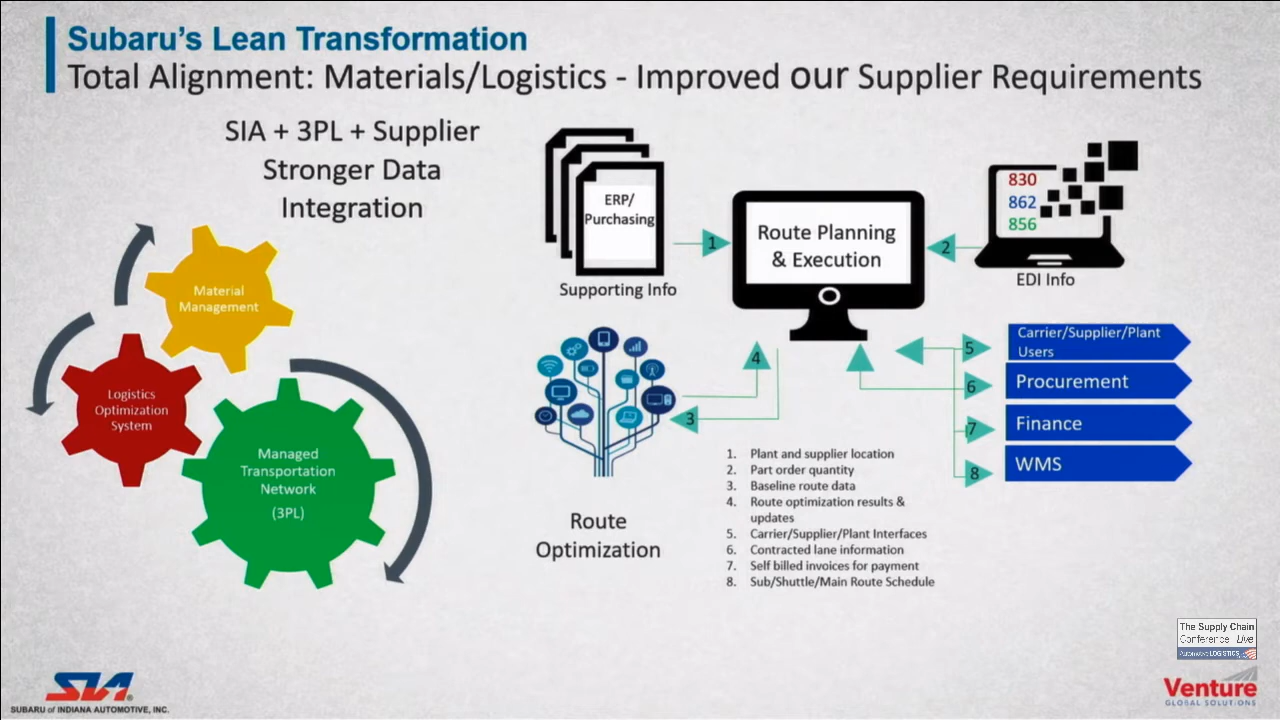 Subaru's Lean Transformation
Total Alignment: Materials/Logistics - Improved our Supplier Requirements
SIA + 3PL + Supplier
Stronger Data
Integration
Material
Management
Logistics
Optimization
System
Managed
Transportation
Network
(3PL)
ERP/
Purchasing
Supporting Info
1
Route Planning
& Execution
2
830
862
856
EDI Info
Route
Optimization
4
3
5
6
7
8
Carrier/Supplier/Plant
Users
Procurement
Finance
WMS
1. Plant and supplier location
2. Part order quantity
3. Baseline route data
4. Route optimization results &
updates
5. Carrier/Supplier/Plant Interfaces
6. Contracted lane information
7. Self billed invoices for payment
8. Sub/Shuttle/Main Route Schedule
SIA
SUBARU of INDIANA AUTOMOTIVE, INC.
The Supply Chain
Conference Live
Automotive LOGISTICS
Venture
GLOBAL SOLUTIONS